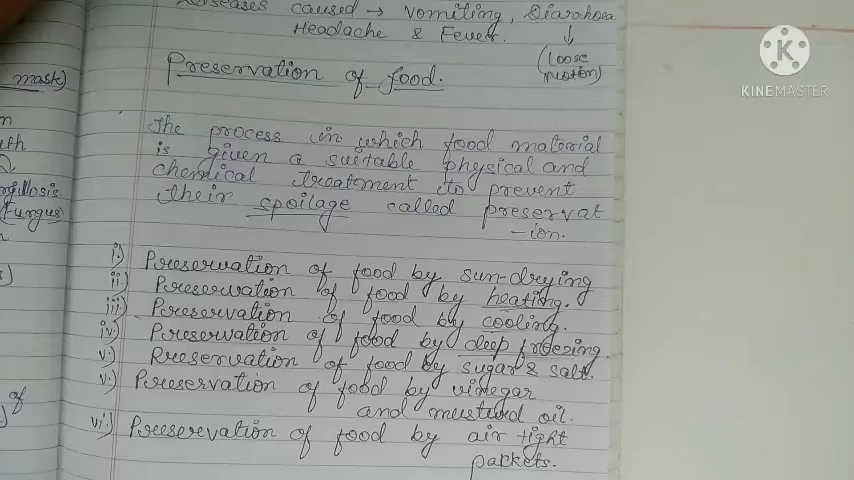 Diseases caused → Vomiting, Diarrhoea
Headache & Fever. ↓
(Loose
motion)
Preservation of food.
The process in which food material
is given a suitable physical and
chemical treatment to prevent
their spoilage called preservat
-ion.
i.) Preservation of food by sun-drying
ii.) Preservation of food by heating.
iii.) Preservation of food by cooling.
iv.) Preservation of food by deep freezing.
v.) Preservation of food by sugar & salt.
v.) Preservation of food by vinegar
and mustard oil.
vi.) Preservation of food by air tight
packets.
mask)
Fungus
of
KINEMASTER